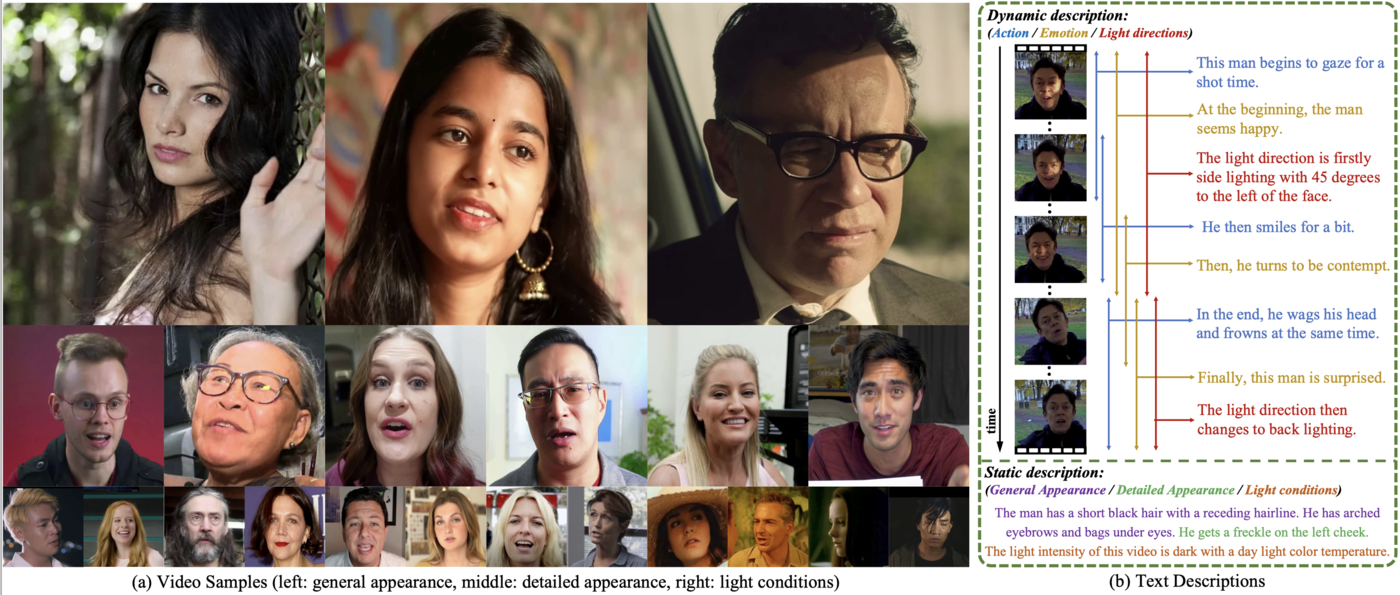 Dynamic description:
(Action / Emotion / Light directions)
This man begins to gaze for a
shot time.
At the beginning, the man
seems happy.
The light direction is firstly
side lighting with 45 degrees
to the left of the face.
He then smiles for a bit.
Then, he turns to be contempt.
In the end, he wags his head
and frowns at the same time.
Finally, this man is surprised.
The light direction then
changes to back lighting.
time
Static description:
(General Appearance / Detailed Appearance / Light conditions)
The man has a short black hair with a receding hairline. He has arched
eyebrows and bags under eyes. He gets a freckle on the left cheek.
The light intensity of this video is dark with a day light color temperature.
(a) Video Samples (left: general appearance, middle: detailed appearance, right: light conditions)
(b) Text Descriptions